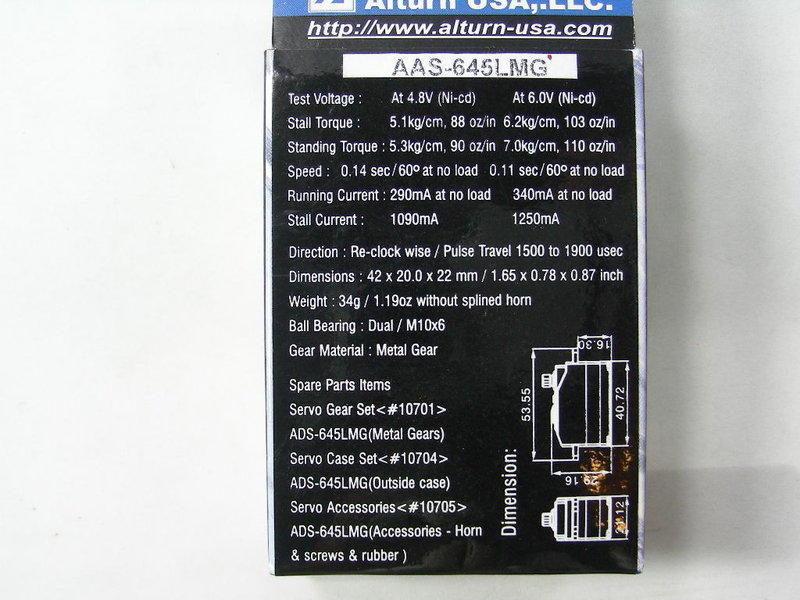 Alturn USA,.LLC.
http://www.alturn-usa.com
AAS-645LMG
Test Voltage : At 4.8V (Ni-cd) At 6.0V (Ni-cd)
Stall Torque : 5.1kg/cm, 88 oz/in 6.2kg/cm, 103 oz/in
Standing Torque : 5.3kg/cm, 90 oz/in 7.0kg/cm, 110 oz/in
Speed : 0.14 sec/60º at no load 0.11 sec/60º at no load
Running Current : 290mA at no load 340mA at no load
Stall Current : 1090mA 1250mA
Direction : Re-clock wise / Pulse Travel 1500 to 1900 usec
Dimensions : 42 x 20.0 x 22 mm / 1.65 x 0.78 x 0.87 inch
Weight : 34g / 1.19oz without splined horn
Ball Bearing : Dual / M10x6
Gear Material : Metal Gear
Spare Parts Items
Servo Gear Set<#10701>
ADS-645LMG(Metal Gears)
Servo Case Set<#10704>
ADS-645LMG(Outside case)
Servo Accessories<#10705>
ADS-645LMG(Accessories - Horn
& screws & rubber )
Dimension:
16.30
53.55
40.72
29.16